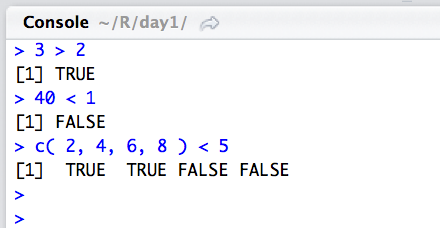 Console ~/R/day1/
> 3 > 2
[1] TRUE
> 40 < 1
[1] FALSE
> c( 2, 4, 6, 8 ) < 5
[1]  TRUE  TRUE FALSE FALSE
>
>